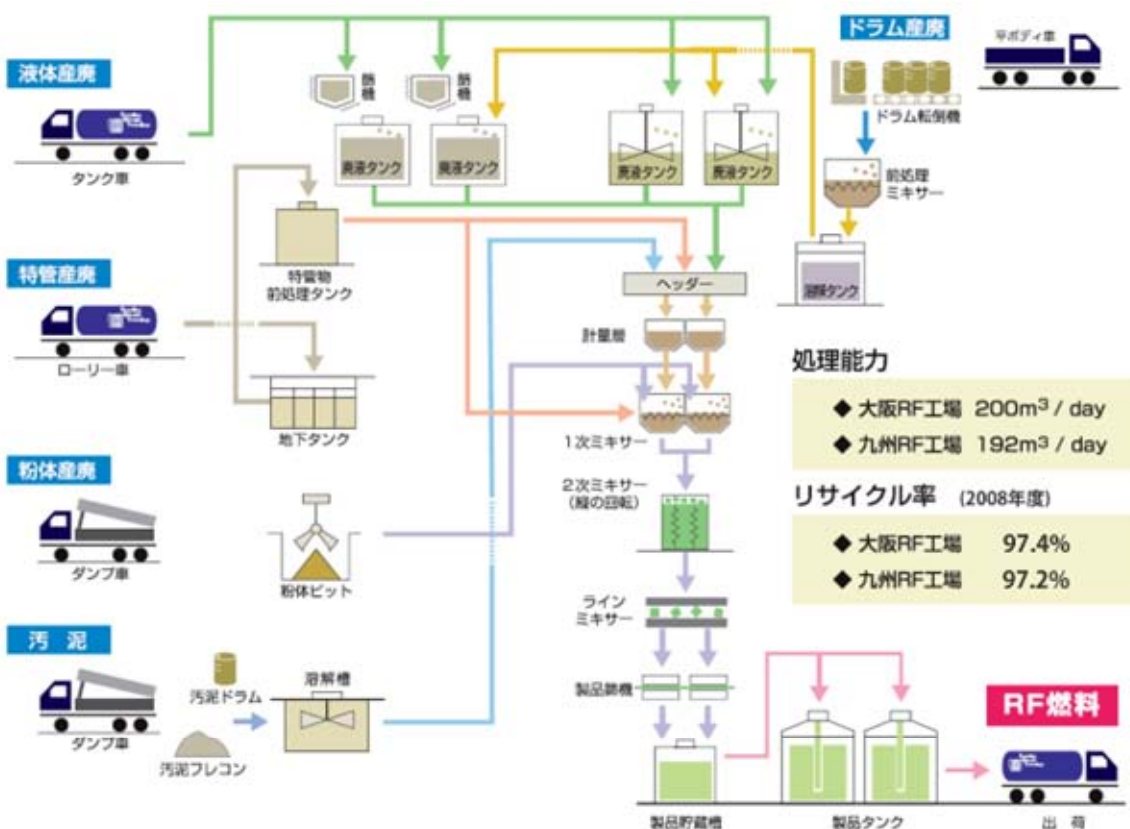 液体産廃
タンク車
篩機
篩機
廃液タンク
廃液タンク
廃液タンク
廃液タンク
ドラム産廃
平ボディ車
ドラム転倒機
前処理
ミキサー
溶解タンク
特管産廃
ローリー車
特管物
前処理タンク
地下タンク
ヘッダー
計量層
1次ミキサー
2次ミキサー
(縦の回転)
ライン
ミキサー
製品篩機
製品貯蔵槽
製品タンク
粉体産廃
ダンプ車
粉体ピット
汚 泥
ダンプ車
汚泥ドラム
汚泥フレコン
溶解槽
処理能力
◆ 大阪RF工場 200m³ / day
◆ 九州RF工場 192m³ / day
リサイクル率 (2008年度)
◆ 大阪RF工場 97.4%
◆ 九州RF工場 97.2%
RF燃料
出 荷